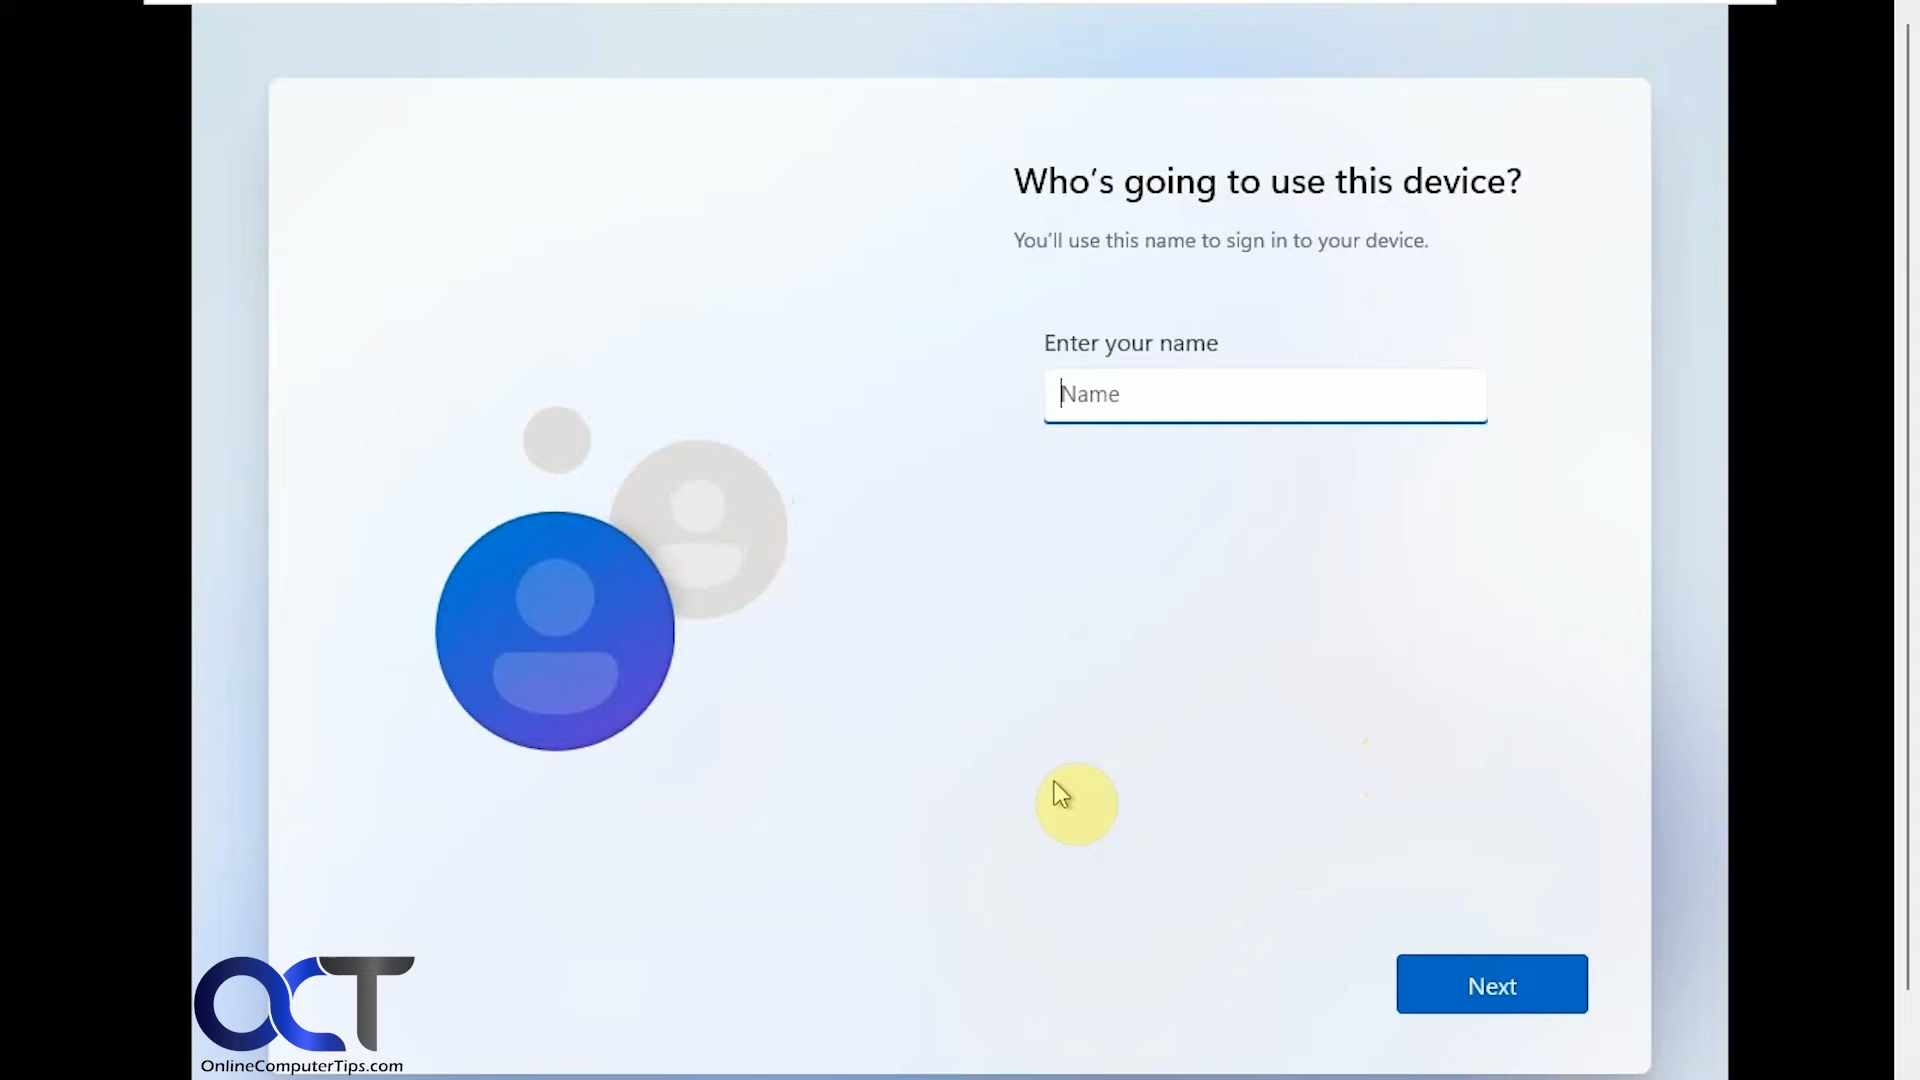 Who's going to use this device?
You'll use this name to sign in to your device.
Enter your name
Name
Next
OCT
OnlineComputerTips.com